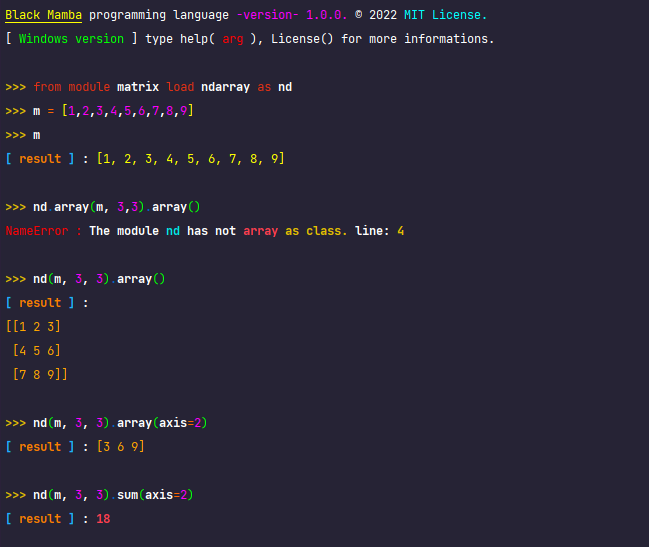 Black Mamba programming language -version- 1.0.0. © 2022 MIT License.
[ Windows version ] type help( arg ), License() for more informations.
>>> from module matrix load ndarray as nd
>>> m = [1,2,3,4,5,6,7,8,9]
>>> m
[ result ] : [1, 2, 3, 4, 5, 6, 7, 8, 9]
>>> nd.array(m, 3,3).array()
NameError : The module nd has not array as class. line: 4
>>> nd(m, 3, 3).array()
[ result ] :
[[1 2 3]
 [4 5 6]
 [7 8 9]]
>>> nd(m, 3, 3).array(axis=2)
[ result ] : [3 6 9]
>>> nd(m, 3, 3).sum(axis=2)
[ result ] : 18